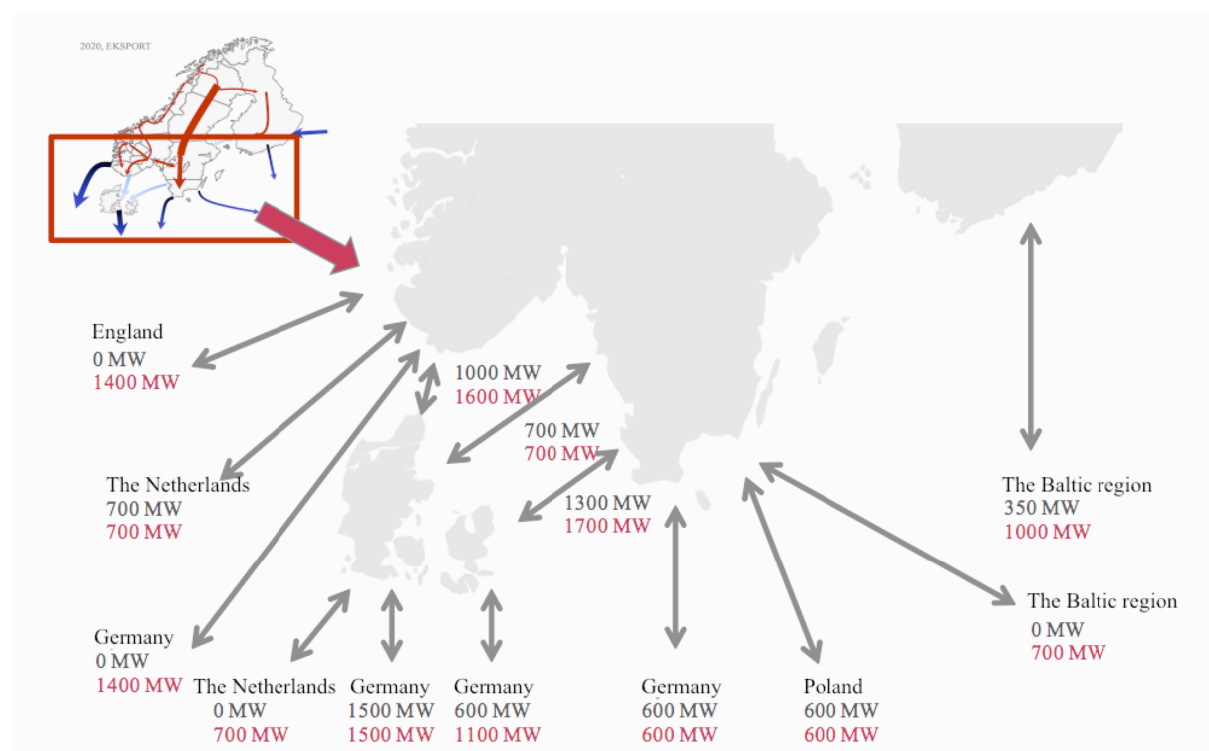 2020, EKSPORT
England
0 MW
1400 MW
1000 MW
1600 MW
700 MW
700 MW
The Netherlands
700 MW
700 MW
1300 MW
1700 MW
The Baltic region
350 MW
1000 MW
The Baltic region
0 MW
700 MW
Germany
0 MW
1400 MW
The Netherlands
0 MW
700 MW
Germany
1500 MW
1500 MW
Germany
600 MW
1100 MW
Germany
600 MW
600 MW
Poland
600 MW
600 MW